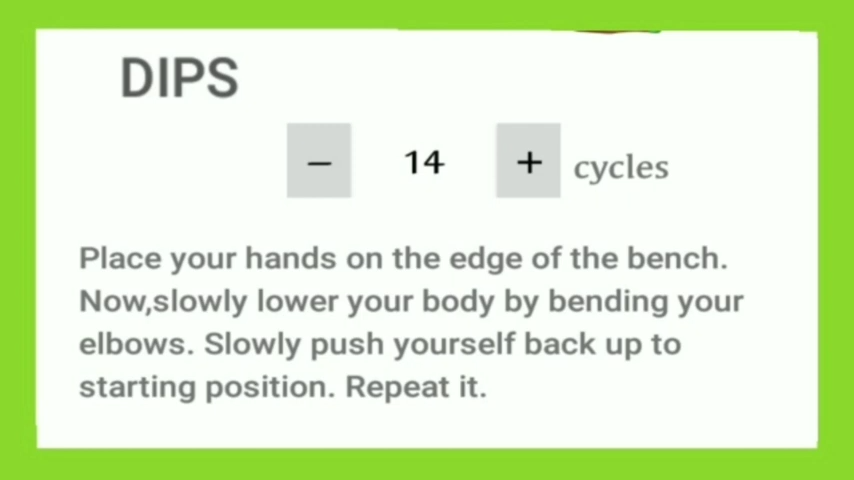 DIPS
− 14 + cycles
Place your hands on the edge of the bench.
Now,slowly lower your body by bending your
elbows. Slowly push yourself back up to
starting position. Repeat it.